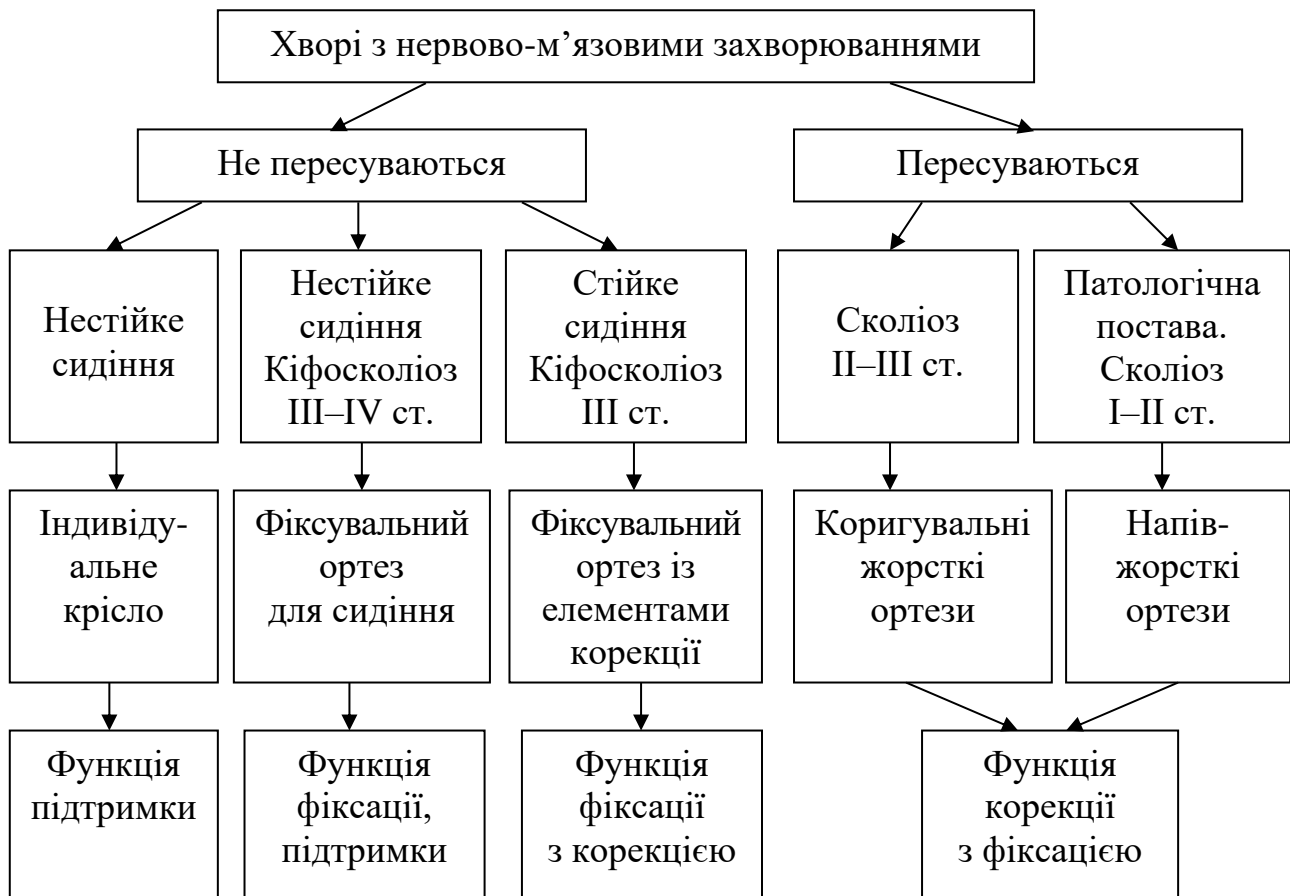 Хворі з нервово-м’язовими захворюваннями
Не пересуваються
Пересуваються
Нестійке
сидіння
Нестійке
сидіння
Кіфосколіоз
III–IV ст.
Стійке
сидіння
Кіфосколіоз
III ст.
Сколіоз
II–III ст.
Патологічна
постава.
Сколіоз
I–II ст.
Індивіду-
альне
крісло
Фіксувальний
ортез
для сидіння
Фіксувальний
ортез із
елементами
корекції
Коригувальні
жорсткі
ортези
Напів-
жорсткі
ортези
Функція
підтримки
Функція
фіксації,
підтримки
Функція
фіксації
з корекцією
Функція
корекції
з фіксацією